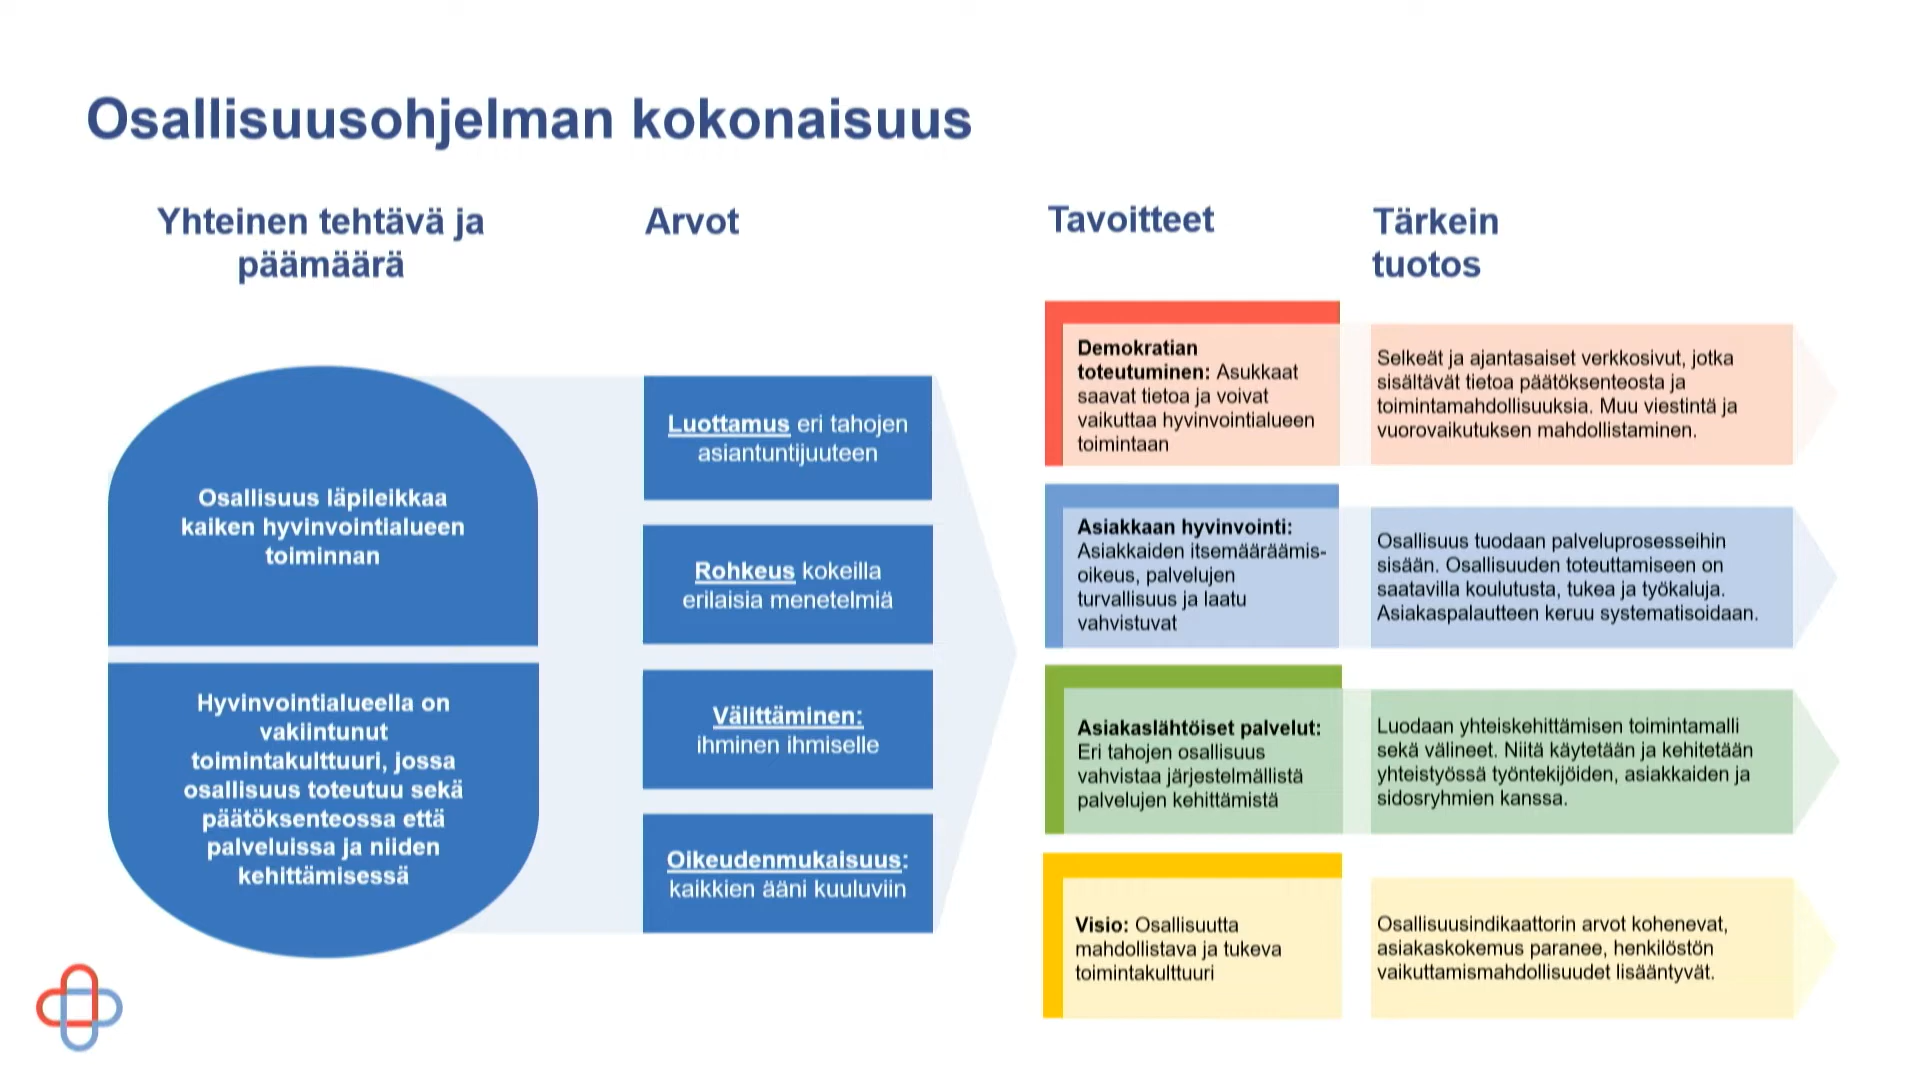 Osallisuusohjelman kokonaisuus
Yhteinen tehtävä ja
päämäärä
Osallisuus läpileikkaa
kaiken hyvinvointialueen
toiminnan
Hyvinvointialueella on
vakiintunut
toimintakulttuuri, jossa
osallisuus toteutuu sekä
päätöksenteossa että
palveluissa ja niiden
kehittämisessä
Arvot
Luottamus eri tahojen
asiantuntijuuteen
Rohkeus kokeilla
erilaisia menetelmiä
Välittäminen:
ihminen ihmiselle
Oikeudenmukaisuus:
kaikkien ääni kuuluviin
Tavoitteet
Tärkein
tuotos
Demokratian
toteutuminen: Asukkaat
saavat tietoa ja voivat
vaikuttaa hyvinvointialueen
toimintaan
Selkeät ja ajantasaiset verkkosivut, jotka
sisältävät tietoa päätöksenteosta ja
toimintamahdollisuuksia. Muu viestintä ja
vuorovaikutuksen mahdollistaminen.
Asiakkaan hyvinvointi:
Asiakkaiden itsemääräämis-
oikeus, palvelujen
turvallisuus ja laatu
vahvistuvat
Osallisuus tuodaan palveluprosesseihin
sisään. Osallisuuden toteuttamiseen on
saatavilla koulutusta, tukea ja työkaluja.
Asiakaspalautteen keruu systematisoidaan.
Asiakaslähtöiset palvelut:
Eri tahojen osallisuus
vahvistaa järjestelmällistä
palvelujen kehittämistä
Luodaan yhteiskehittämisen toimintamalli
sekä välineet. Niitä käytetään ja kehitetään
yhteistyössä työntekijöiden, asiakkaiden ja
sidosryhmien kanssa.
Visio: Osallisuutta
mahdollistava ja tukeva
toimintakulttuuri
Osallisuusindikaattorin arvot kohenevat,
asiakaskokemus paranee, henkilöstön
vaikuttamismahdollisuudet lisääntyvät.